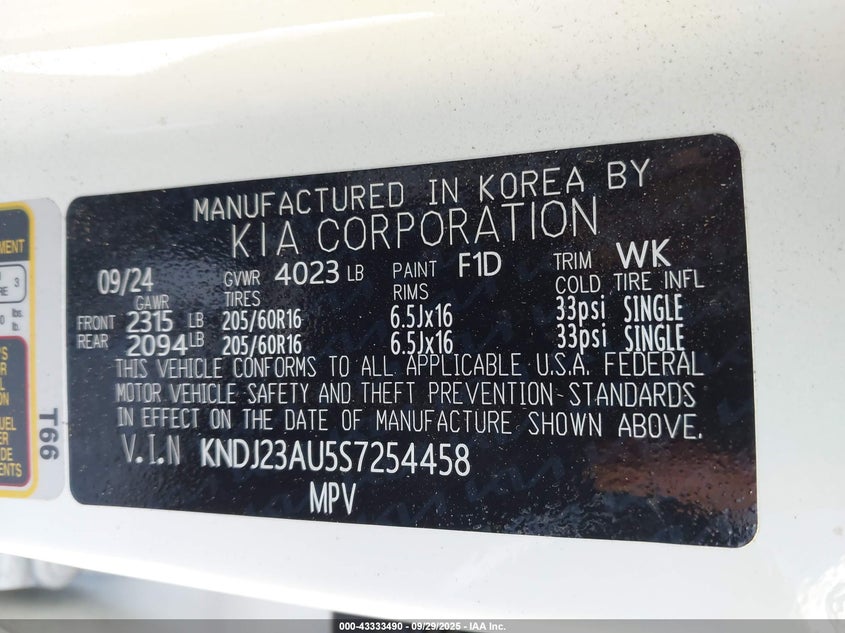 MANUFACTURED IN KOREA BY
KIA CORPORATION
09/24 GVWR 4023 LB PAINT F1D TRIM WK
GAWR TIRES RIMS COLD TIRE INFL
FRONT 2315 LB 205/60R16 6.5Jx16 33psi SINGLE
REAR 2094 LB 205/60R16 6.5Jx16 33psi SINGLE
THIS VEHICLE CONFORMS TO ALL APPLICABLE U.S.A. FEDERAL
MOTOR VEHICLE SAFETY AND THEFT PREVENTION STANDARDS
IN EFFECT ON THE DATE OF MANUFACTURE SHOWN ABOVE.
V.I.N KNDJ23AU5S7254458
MPV
T66
000-43333490 - 09/29/2025 - IAA Inc.